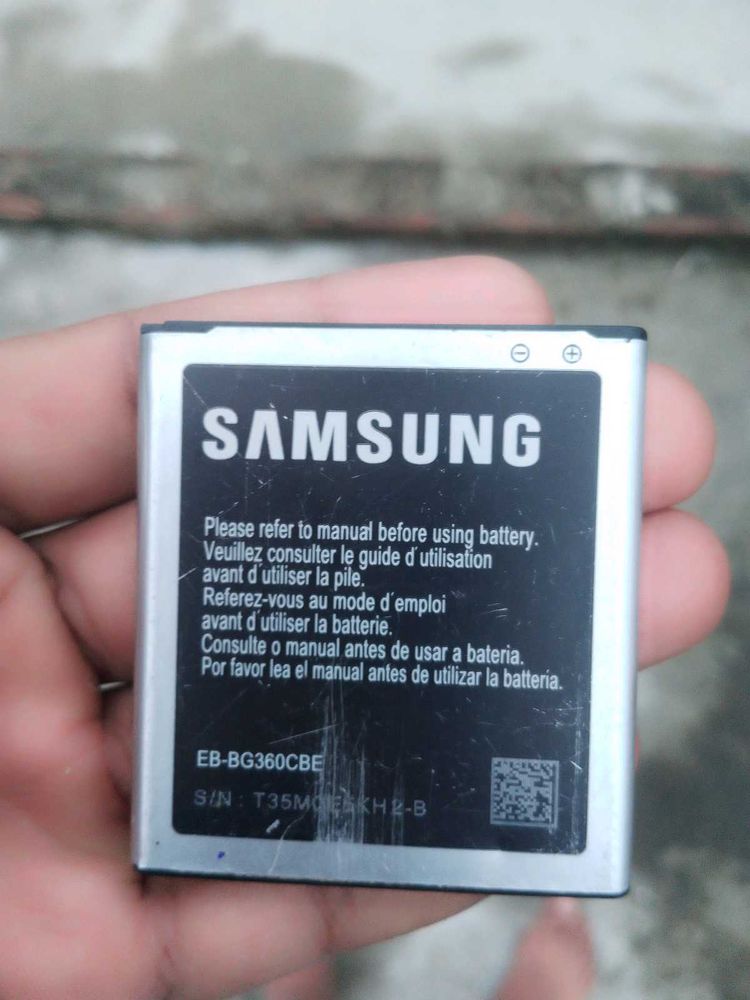 SAMSUNG
Please refer to manual before using battery.
Veuillez consulter le guide d'utilisation
avant d'utiliser la pile.
Referez-vous au mode d'emploi
avant d'utiliser la batterie.
Consulte o manual antes de usar a bateria.
Por favor lea el manual antes de utilizar la batteria.
EB-BG360CBE
S/N :